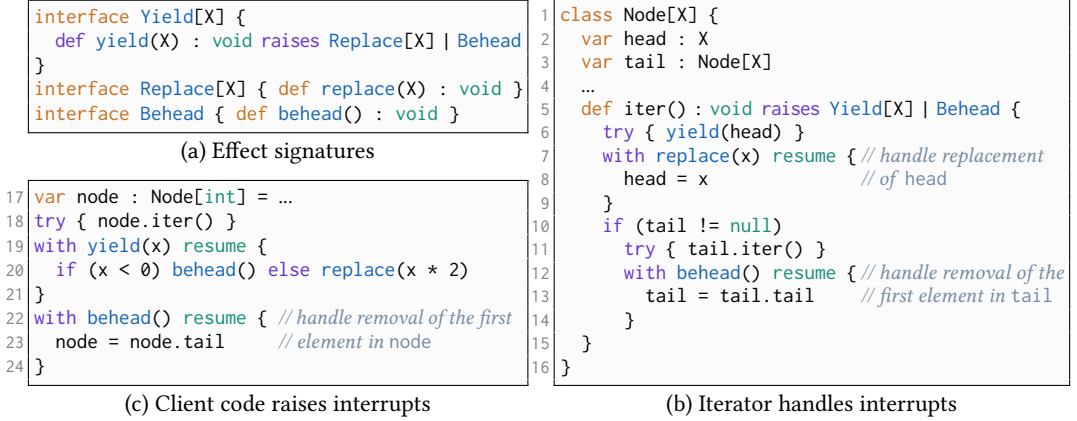 interface Yield[X] {
def yield(X) : void raises Replace[X] | Behead
}
interface Replace[X] { def replace(X) : void }
interface Behead { def behead() : void }
(a) Effect signatures
17 var node : Node[int] = …
18 try { node.iter() }
19 with yield(x) resume {
20 if (x < 0) behead() else replace(x * 2)
21 }
22 with behead() resume { // handle removal of the first
23 node = node.tail // element in node
24 }
(c) Client code raises interrupts
1 class Node[X] {
2 var head : X
3 var tail : Node[X]
4 …
5 def iter() : void raises Yield[X] | Behead {
6 try { yield(head) }
7 with replace(x) resume { // handle replacement
8 head = x // of head
9 }
10 if (tail != null)
11 try { tail.iter() }
12 with behead() resume { // handle removal of the
13 tail = tail.tail // first element in tail
14 }
15 }
16 }
(b) Iterator handles interrupts